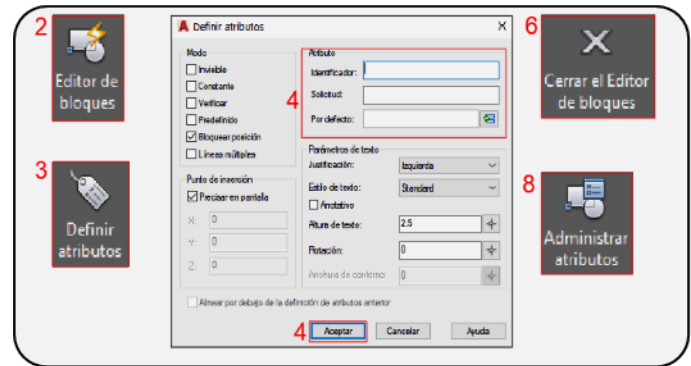 2
Editor de
bloques
3
Definir
atributos
Definir atributos
Modo
Invisible
Constante
Verificar
Predefinido
Bloquear posición
Líneas múltiples
Punto de inserción
Precisar en pantalla
X: 0
Y: 0
Z: 0
Atributo
Identificador:
4
Solicitud:
Por defecto:
Parámetros de texto
Justificación: Izquierda
Estilo de texto: Standard
Anotativo
Altura de texto: 2.5
Rotación: 0
Anchura de contorno: 0
Alinear por debajo de la definición de atributos anterior
4 Aceptar Cancelar Ayuda
6
Cerrar el Editor
de bloques
8
Administrar
atributos